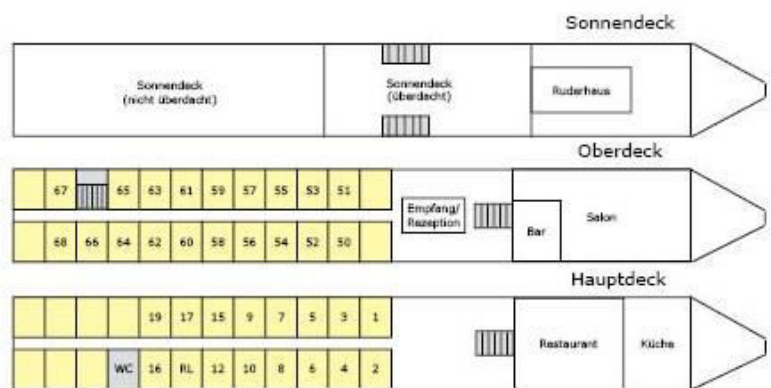 Sonnendeck
Sonnendeck
(nicht überdacht)
Sonnendeck
(überdacht)
Ruderhaus
Oberdeck
67 65 63 61 59 57 55 53 51
Empfang/
Rezeption
Salon
Bar
68 66 64 62 60 58 56 54 52 50
Hauptdeck
19 17 15 9 7 5 3 1
Restaurant
Küche
WC 16 RL 12 10 8 6 4 2